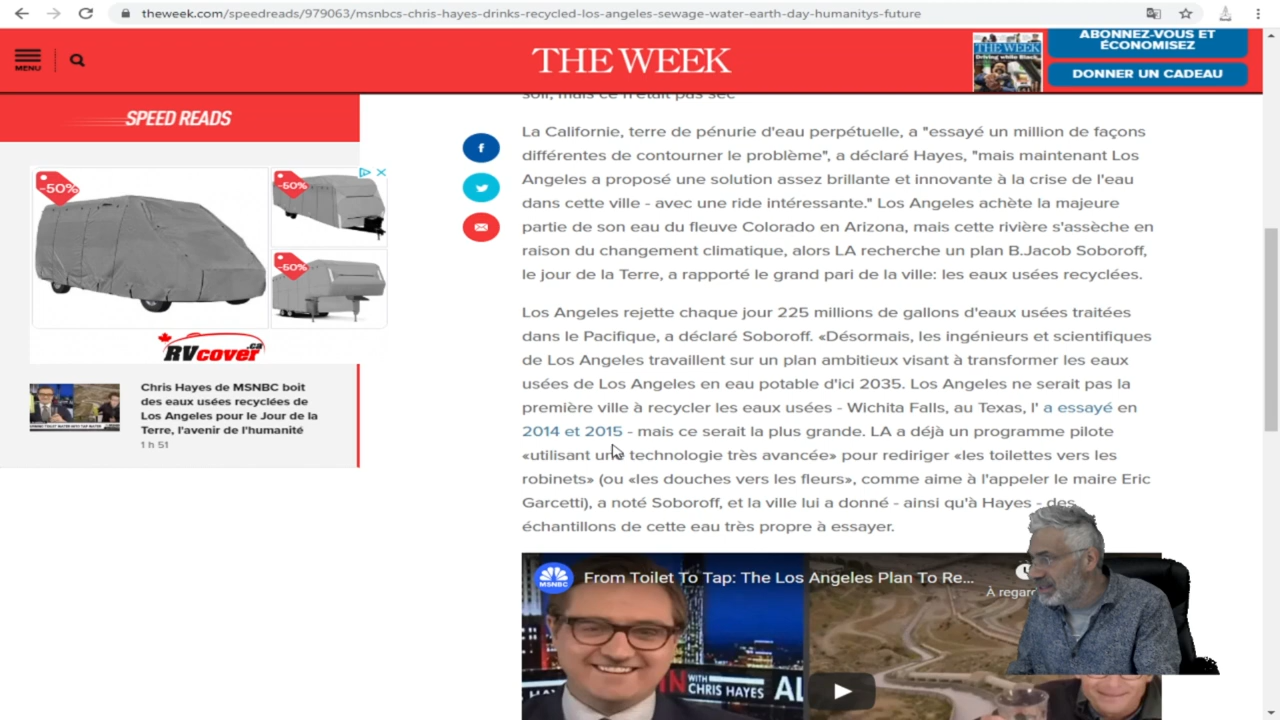 theweek.com/speedreads/979063/msnbcs-chris-hayes-drinks-recycled-los-angeles-sewage-water-earth-day-humanitys-future
MENU
THE WEEK
THE WEEK
ABONNEZ-VOUS ET
ÉCONOMISEZ
DONNER UN CADEAU
SPEED READS
-50%
-50%
-50%
RVcover.ca
Chris Hayes de MSNBC boit
des eaux usées recyclées de
Los Angeles pour le Jour de la
Terre, l'avenir de l'humanité
1 h 51
soir, mais ce n'était pas sec
La Californie, terre de pénurie d'eau perpétuelle, a "essayé un million de façons
différentes de contourner le problème", a déclaré Hayes, "mais maintenant Los
Angeles a proposé une solution assez brillante et innovante à la crise de l'eau
dans cette ville - avec une ride intéressante." Los Angeles achète la majeure
partie de son eau du fleuve Colorado en Arizona, mais cette rivière s'assèche en
raison du changement climatique, alors LA recherche un plan B.Jacob Soboroff,
le jour de la Terre, a rapporté le grand pari de la ville: les eaux usées recyclées.
Los Angeles rejette chaque jour 225 millions de gallons d'eaux usées traitées
dans le Pacifique, a déclaré Soboroff. «Désormais, les ingénieurs et scientifiques
de Los Angeles travaillent sur un plan ambitieux visant à transformer les eaux
usées de Los Angeles en eau potable d'ici 2035. Los Angeles ne serait pas la
première ville à recycler les eaux usées - Wichita Falls, au Texas, l' a essayé en
2014 et 2015 - mais ce serait la plus grande. LA a déjà un programme pilote
«utilisant une technologie très avancée» pour rediriger «les toilettes vers les
robinets» (ou «les douches vers les fleurs», comme aime à l'appeler le maire Eric
Garcetti), a noté Soboroff, et la ville lui a donné - ainsi qu'à Hayes - des
échantillons de cette eau très propre à essayer.
MSNBC
From Toilet To Tap: The Los Angeles Plan To Re...
À regar
WITH
CHRIS HAYES
AL